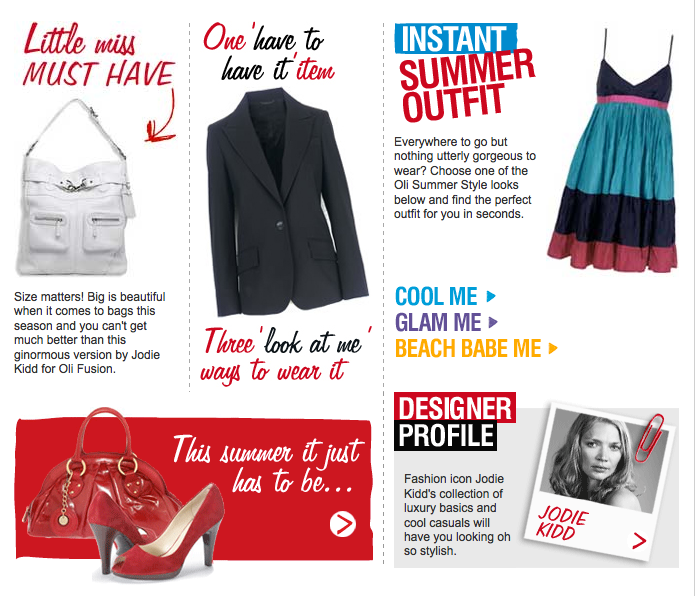 Little miss
MUST HAVE
Size matters! Big is beautiful
when it comes to bags this
season and you can't get
much better than this
ginormous version by Jodie
Kidd for Oli Fusion.
One 'have to
have it' item
Three 'look at me'
ways to wear it
INSTANT
SUMMER
OUTFIT
Everywhere to go but
nothing utterly gorgeous to
wear? Choose one of the
Oli Summer Style looks
below and find the perfect
outfit for you in seconds.
COOL ME
GLAM ME
BEACH BABE ME
This summer it just
has to be...
DESIGNER
PROFILE
Fashion icon Jodie
Kidd's collection of
luxury basics and
cool casuals will
have you looking oh
so stylish.
JODIE
KIDD